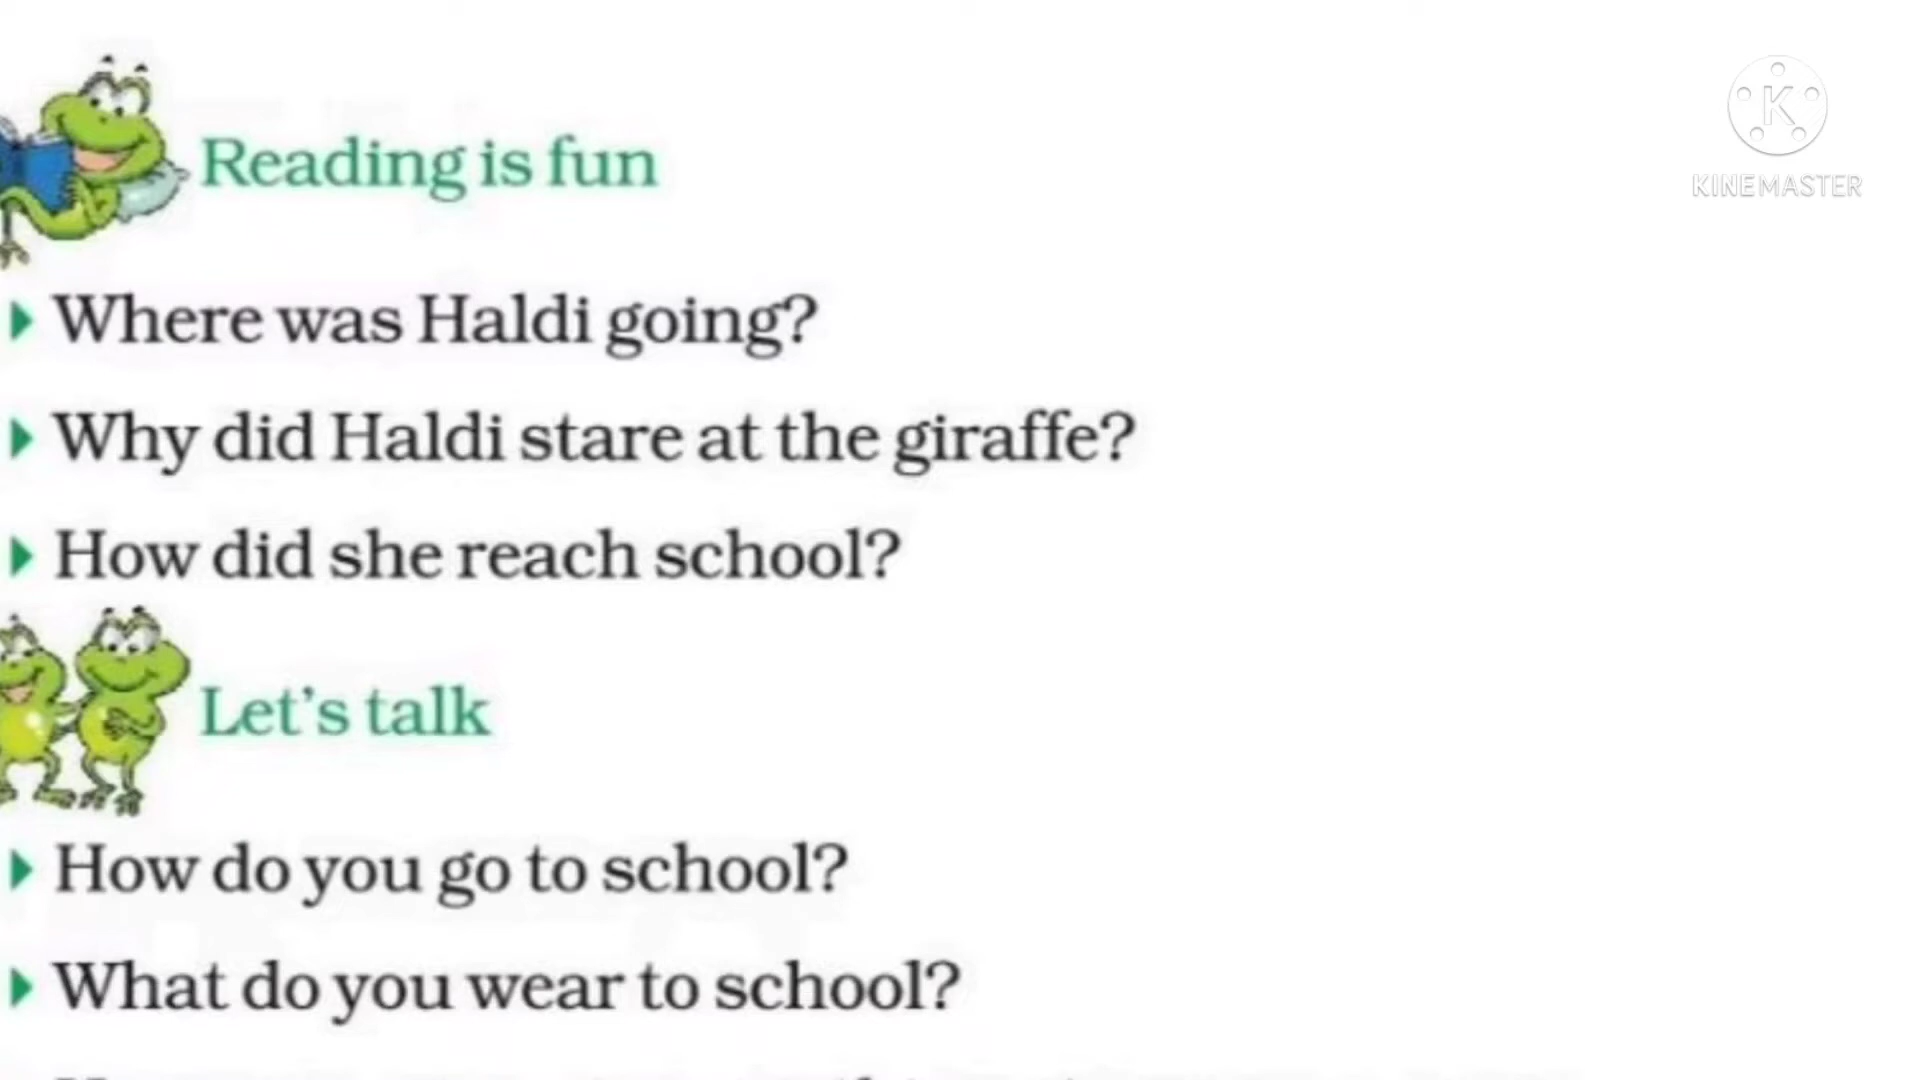 Reading is fun
KINEMASTER
Where was Haldi going?
Why did Haldi stare at the giraffe?
How did she reach school?
Let's talk
How do you go to school?
What do you wear to school?